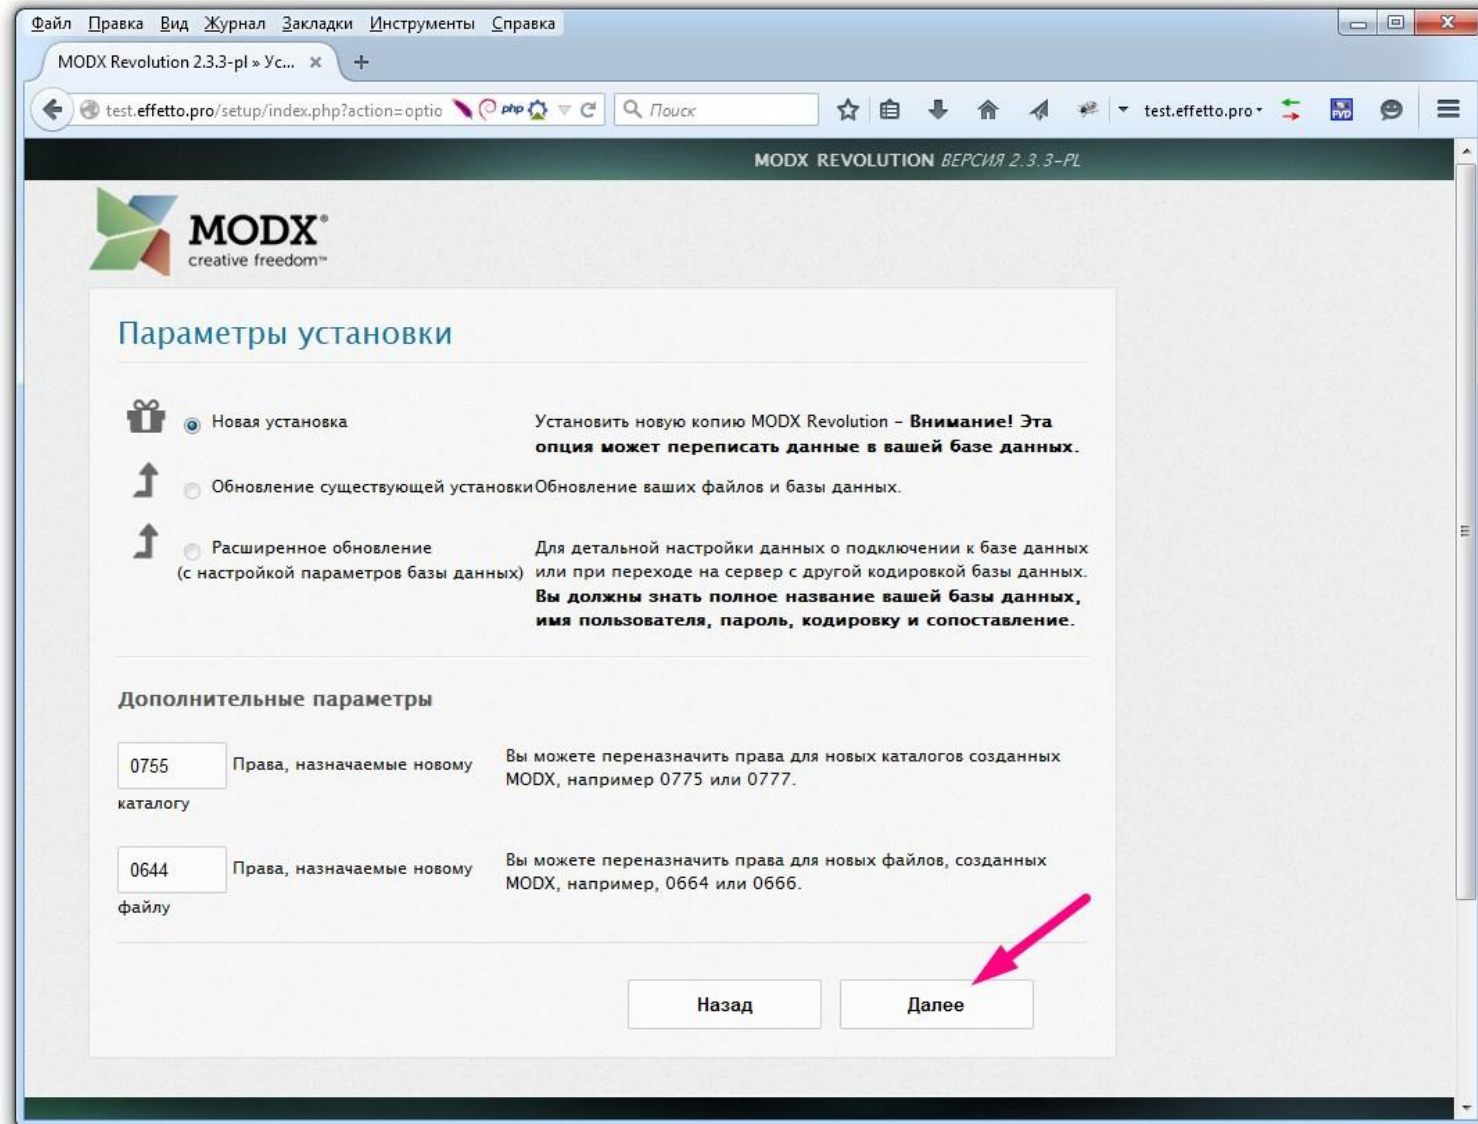 Файл Правка Вид Журнал Закладки Инструменты Справка
MODX Revolution 2.3.3-pl » Ус...
test.effetto.pro/setup/index.php?action=optio
php
Поиск
test.effetto.pro
FVD
MODX REVOLUTION ВЕРСИЯ 2.3.3-PL
MODX®
creative freedom™
Параметры установки
Новая установка
Установить новую копию MODX Revolution – Внимание! Эта
опция может переписать данные в вашей базе данных.
Обновление существующей установки
Обновление ваших файлов и базы данных.
Расширенное обновление
(с настройкой параметров базы данных)
Для детальной настройки данных о подключении к базе данных
или при переходе на сервер с другой кодировкой базы данных.
Вы должны знать полное название вашей базы данных,
имя пользователя, пароль, кодировку и сопоставление.
Дополнительные параметры
0755 Права, назначаемые новому
каталогу
Вы можете переназначить права для новых каталогов созданных
MODX, например 0775 или 0777.
0644 Права, назначаемые новому
файлу
Вы можете переназначить права для новых файлов, созданных
MODX, например, 0664 или 0666.
Назад
Далее